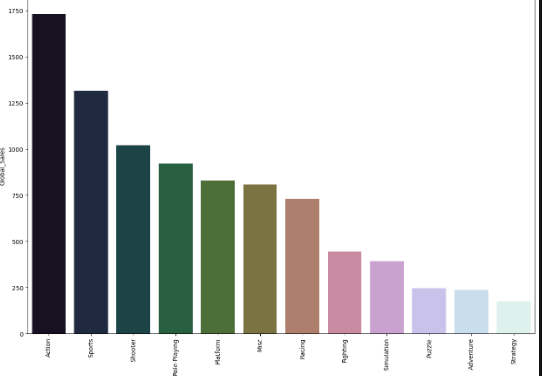 1750
1500
1250
1000
750
500
250
0
Global_Sales
Action
Sports
Shooter
Role-Playing
Platform
Misc
Racing
Fighting
Simulation
Puzzle
Adventure
Strategy